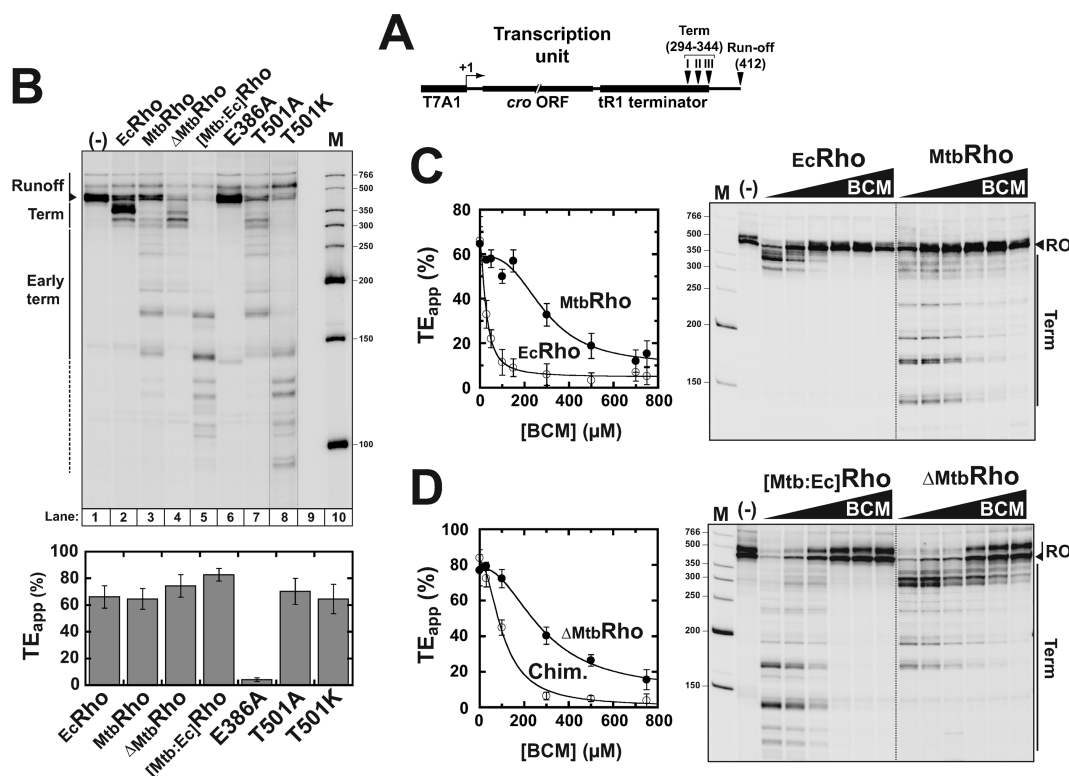 A
Transcription
unit
Term
(294-344)
I II III
Run-off
(412)
+1
T7A1
cro ORF
tR1 terminator
B
(-)
EcRho
MtbRho
ΔMtbRho
[Mtb:Ec]Rho
E386A
T501A
T501K
M
Runoff
Term
Early
term
766
500
350
300
250
200
150
100
Lane: 1 2 3 4 5 6 7 8 9 10
100
80
60
40
20
0
TEapp (%)
EcRho
MtbRho
ΔMtbRho
[Mtb:Ec]Rho
E386A
T501A
T501K
C
80
60
40
20
0
TEapp (%)
MtbRho
EcRho
0 200 400 600 800
[BCM] (µM)
EcRho MtbRho
M (-) BCM BCM
766
500
350
300
250
200
150
RO
Term
D
100
80
60
40
20
0
TEapp (%)
ΔMtbRho
Chim.
0 200 400 600 800
[BCM] (µM)
[Mtb:Ec]Rho ΔMtbRho
M (-) BCM BCM
766
500
350
300
250
200
150
RO
Term